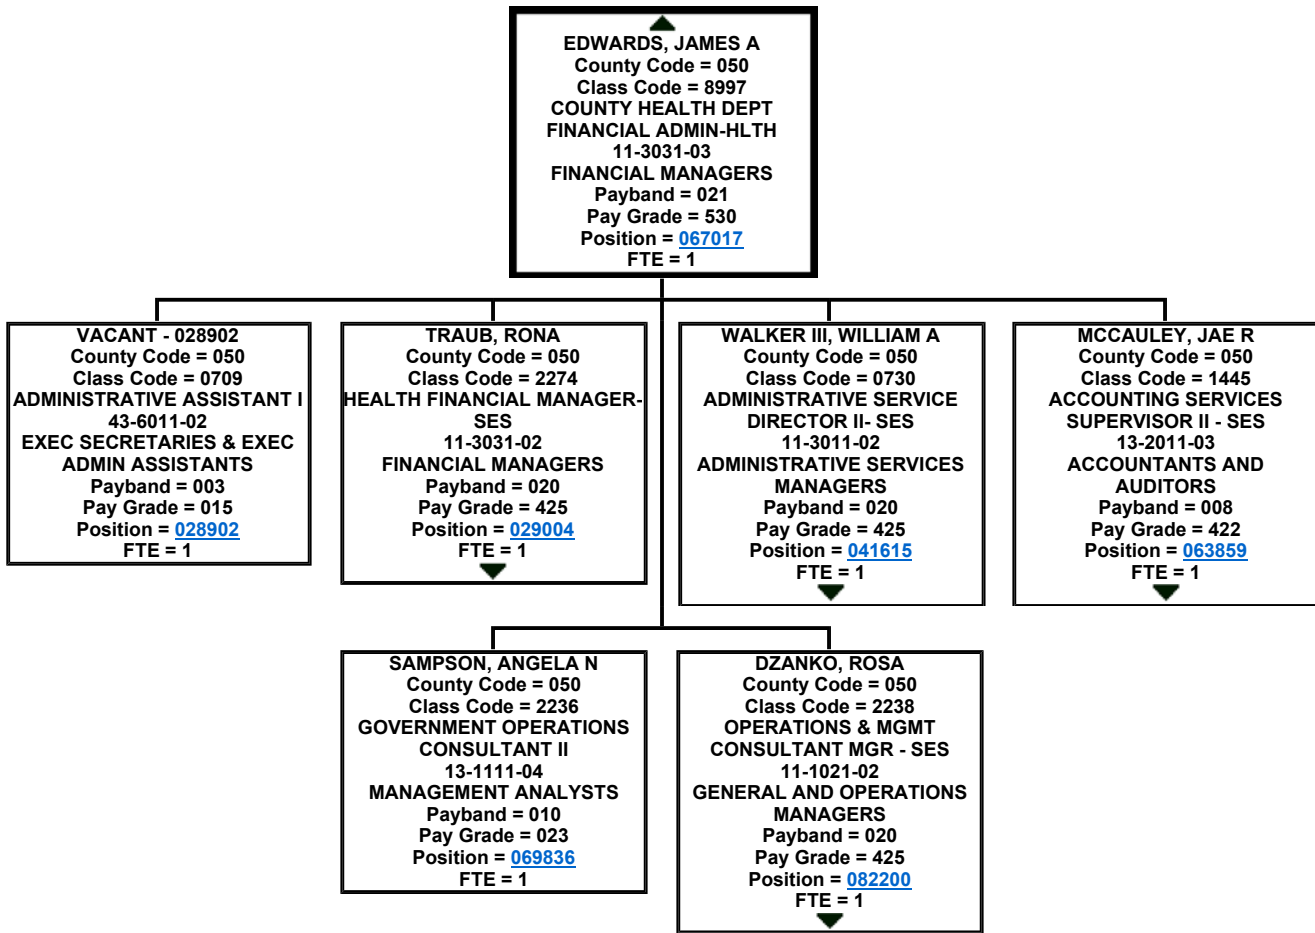 EDWARDS, JAMES A
County Code = 050
Class Code = 8997
COUNTY HEALTH DEPT
FINANCIAL ADMIN-HLTH
11-3031-03
FINANCIAL MANAGERS
Payband = 021
Pay Grade = 530
Position = 067017
FTE = 1
VACANT - 028902
County Code = 050
Class Code = 0709
ADMINISTRATIVE ASSISTANT I
43-6011-02
EXEC SECRETARIES & EXEC
ADMIN ASSISTANTS
Payband = 003
Pay Grade = 015
Position = 028902
FTE = 1
TRAUB, RONA
County Code = 050
Class Code = 2274
HEALTH FINANCIAL MANAGER-
SES
11-3031-02
FINANCIAL MANAGERS
Payband = 020
Pay Grade = 425
Position = 029004
FTE = 1
WALKER III, WILLIAM A
County Code = 050
Class Code = 0730
ADMINISTRATIVE SERVICE
DIRECTOR II- SES
11-3011-02
ADMINISTRATIVE SERVICES
MANAGERS
Payband = 020
Pay Grade = 425
Position = 041615
FTE = 1
MCCAULEY, JAE R
County Code = 050
Class Code = 1445
ACCOUNTING SERVICES
SUPERVISOR II - SES
13-2011-03
ACCOUNTANTS AND
AUDITORS
Payband = 008
Pay Grade = 422
Position = 063859
FTE = 1
SAMPSON, ANGELA N
County Code = 050
Class Code = 2236
GOVERNMENT OPERATIONS
CONSULTANT II
13-1111-04
MANAGEMENT ANALYSTS
Payband = 010
Pay Grade = 023
Position = 069836
FTE = 1
DZANKO, ROSA
County Code = 050
Class Code = 2238
OPERATIONS & MGMT
CONSULTANT MGR - SES
11-1021-02
GENERAL AND OPERATIONS
MANAGERS
Payband = 020
Pay Grade = 425
Position = 082200
FTE = 1